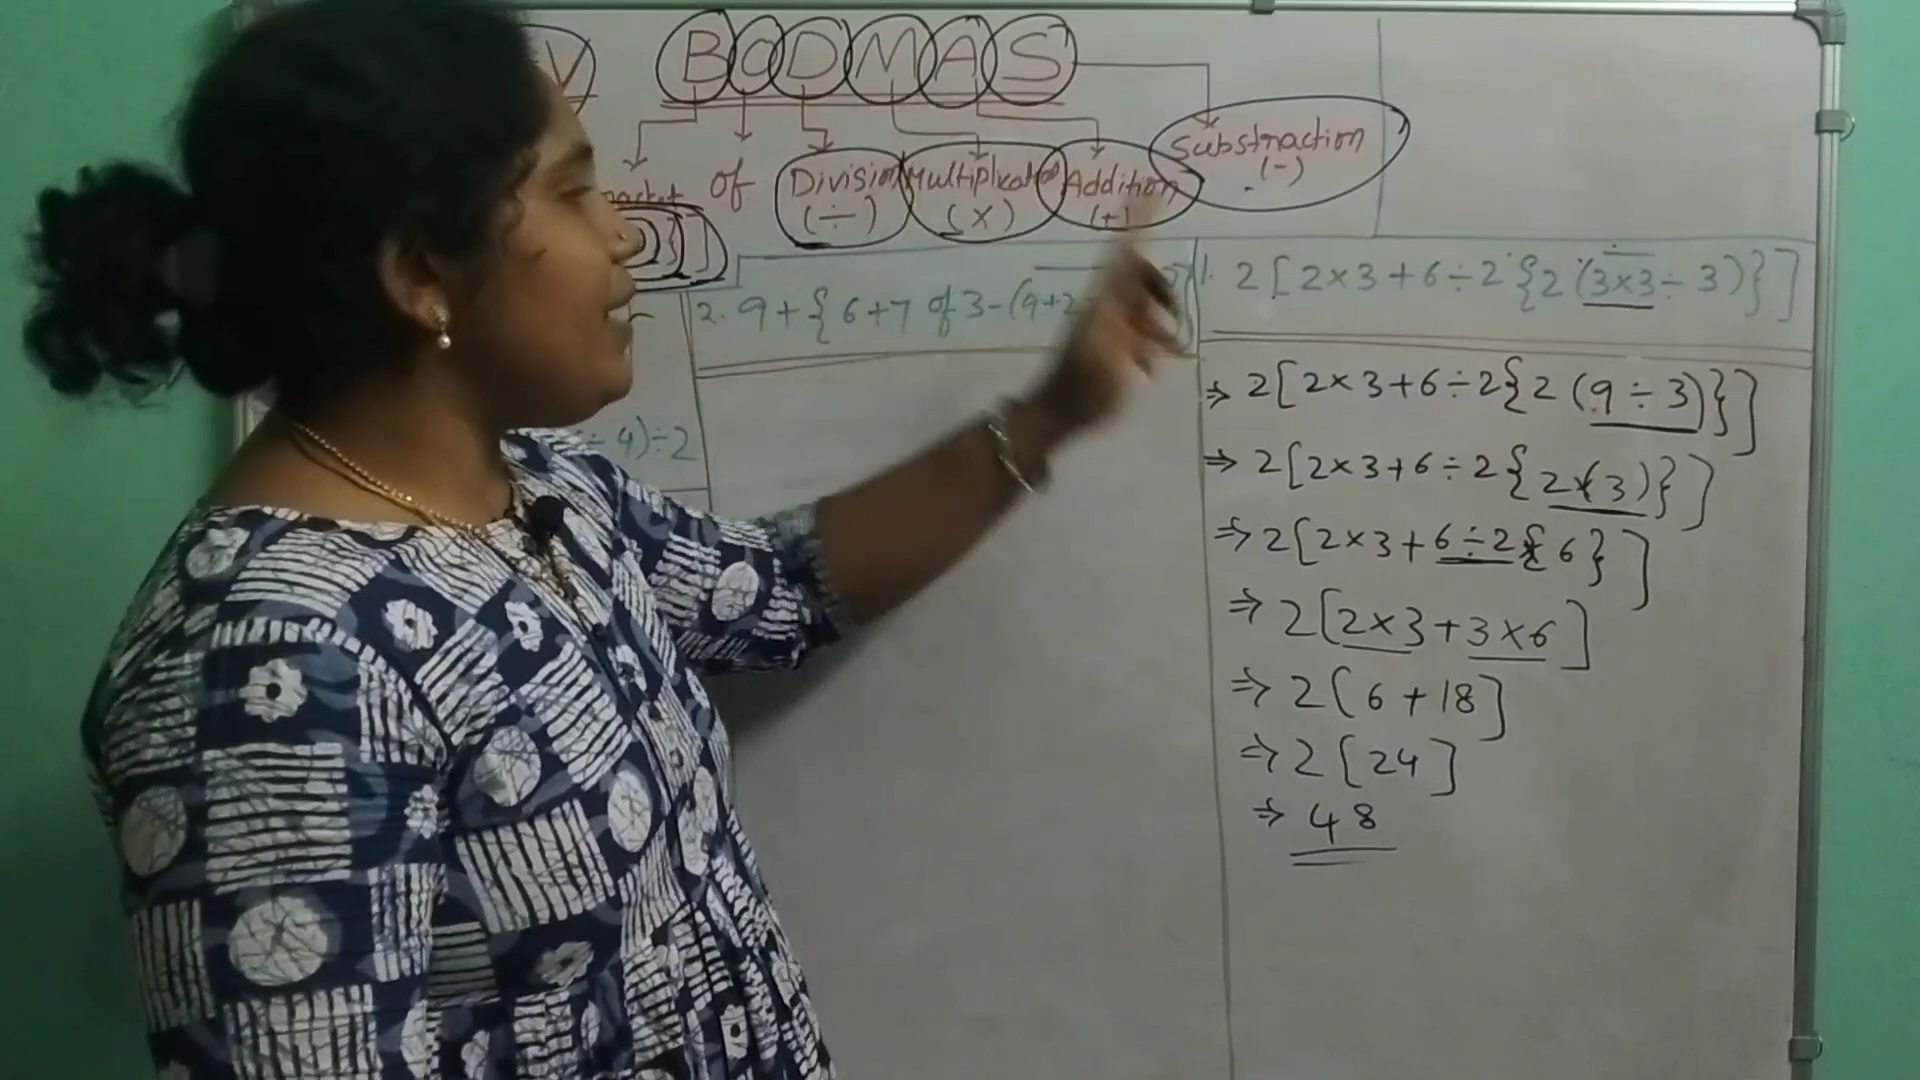 V BODMAS
Substraction
(-)
of Division Multiplication Addition
(÷) (×) (+)
2. 9+{6+7 of 3-(9+2
1. 2[2×3+6÷2{2(3×3÷3)}]
⇒ 2[2×3+6÷2{2(9÷3)}]
÷4)÷2
⇒ 2[2×3+6÷2{2×(3)}]
⇒ 2[2×3+6÷2×{6}]
⇒ 2[2×3+3×6]
⇒ 2[6+18]
⇒ 2[24]
⇒ 48